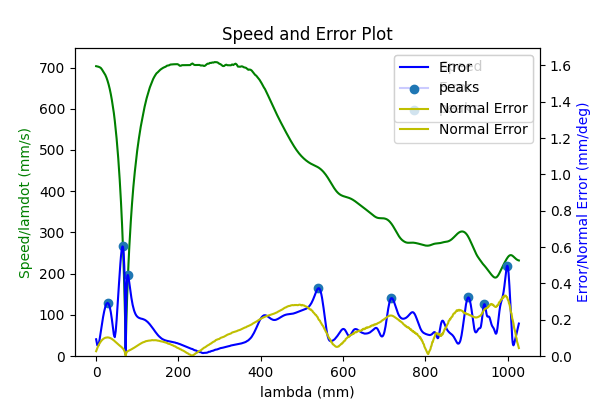 Speed and Error Plot
Speed/lamdot (mm/s)
700
600
500
400
300
200
100
0
0
200
400
600
800
1000
lambda (mm)
1.6
1.4
1.2
1.0
0.8
0.6
0.4
0.2
0.0
Error/Normal Error (mm/deg)
Error
peaks
Normal Error
Normal Error